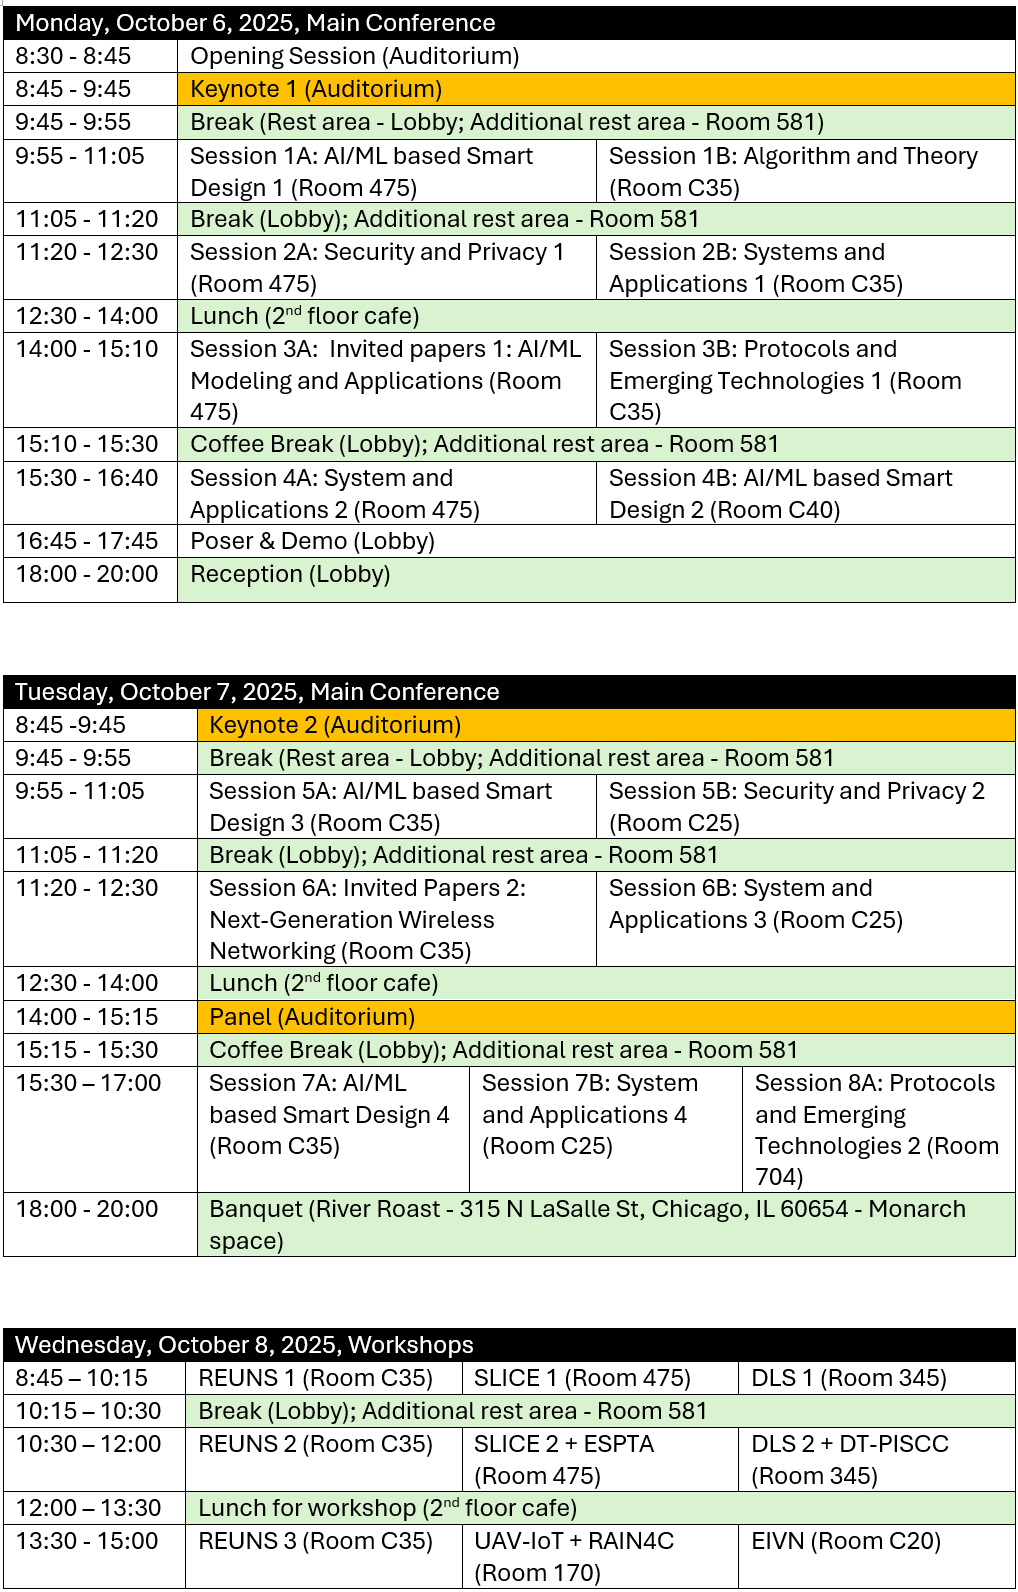 Monday, October 6, 2025, Main Conference
8:30 - 8:45 Opening Session (Auditorium)
8:45 - 9:45 Keynote 1 (Auditorium)
9:45 - 9:55 Break (Rest area - Lobby; Additional rest area - Room 581)
9:55 - 11:05 Session 1A: AI/ML based Smart
Design 1 (Room 475)
Session 1B: Algorithm and Theory
(Room C35)
11:05 - 11:20 Break (Lobby); Additional rest area - Room 581
11:20 - 12:30 Session 2A: Security and Privacy 1
(Room 475)
Session 2B: Systems and
Applications 1 (Room C35)
12:30 - 14:00 Lunch (2nd floor cafe)
14:00 - 15:10 Session 3A:  Invited papers 1: AI/ML
Modeling and Applications (Room
475)
Session 3B: Protocols and
Emerging Technologies 1 (Room
C35)
15:10 - 15:30 Coffee Break (Lobby); Additional rest area - Room 581
15:30 - 16:40 Session 4A: System and
Applications 2 (Room 475)
Session 4B: AI/ML based Smart
Design 2 (Room C40)
16:45 - 17:45 Poser & Demo (Lobby)
18:00 - 20:00 Reception (Lobby)
Tuesday, October 7, 2025, Main Conference
8:45 -9:45 Keynote 2 (Auditorium)
9:45 - 9:55 Break (Rest area - Lobby; Additional rest area - Room 581
9:55 - 11:05 Session 5A: AI/ML based Smart
Design 3 (Room C35)
Session 5B: Security and Privacy 2
(Room C25)
11:05 - 11:20 Break (Lobby); Additional rest area - Room 581
11:20 - 12:30 Session 6A: Invited Papers 2:
Next-Generation Wireless
Networking (Room C35)
Session 6B: System and
Applications 3 (Room C25)
12:30 - 14:00 Lunch (2nd floor cafe)
14:00 - 15:15 Panel (Auditorium)
15:15 - 15:30 Coffee Break (Lobby); Additional rest area - Room 581
15:30 – 17:00 Session 7A: AI/ML
based Smart Design 4
(Room C35)
Session 7B: System
and Applications 4
(Room C25)
Session 8A: Protocols
and Emerging
Technologies 2 (Room
704)
18:00 - 20:00 Banquet (River Roast - 315 N LaSalle St, Chicago, IL 60654 - Monarch
space)
Wednesday, October 8, 2025, Workshops
8:45 – 10:15 REUNS 1 (Room C35) SLICE 1 (Room 475) DLS 1 (Room 345)
10:15 – 10:30 Break (Lobby); Additional rest area - Room 581
10:30 – 12:00 REUNS 2 (Room C35)
SLICE 2 + ESPTA
(Room 475)
DLS 2 + DT-PISCC
(Room 345)
12:00 – 13:30 Lunch for workshop (2nd floor cafe)
13:30 - 15:00 REUNS 3 (Room C35)
UAV-IoT + RAIN4C
(Room 170)
EIVN (Room C20)